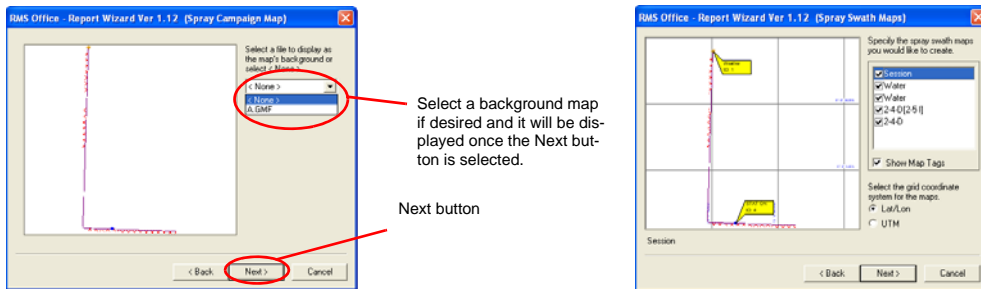 RMS Office - Report Wizard Ver 1.12 (Spray Campaign Map)
Select a file to display as
the map's background or
select < None >
< None >
< None >
A.GMF
< Back
Next >
Cancel
Select a background map
if desired and it will be dis-
played once the Next but-
ton is selected.
Next button
RMS Office - Report Wizard Ver 1.12 (Spray Swath Maps)
Specify the spray swath maps
you would like to create.
Session
Water
Water
2-4-D[2-5 l]
2-4-D
Show Map Tags
Select the grid coordinate
system for the maps.
Lat/Lon
UTM
Session
< Back
Next >
Cancel